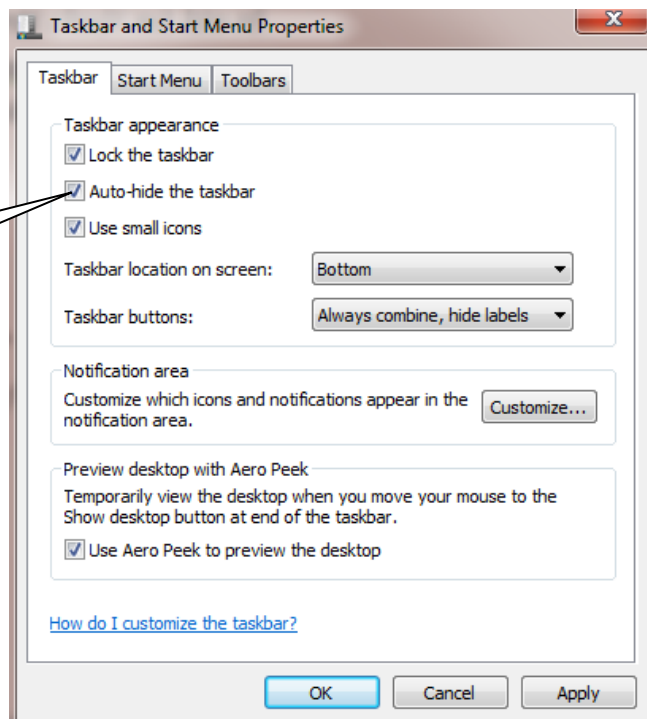 Taskbar and Start Menu Properties
Taskbar Start Menu Toolbars
Taskbar appearance
Lock the taskbar
Auto-hide the taskbar
Use small icons
Taskbar location on screen: Bottom
Taskbar buttons: Always combine, hide labels
Notification area
Customize which icons and notifications appear in the
notification area.
Customize...
Preview desktop with Aero Peek
Temporarily view the desktop when you move your mouse to the
Show desktop button at end of the taskbar.
Use Aero Peek to preview the desktop
How do I customize the taskbar?
OK Cancel Apply